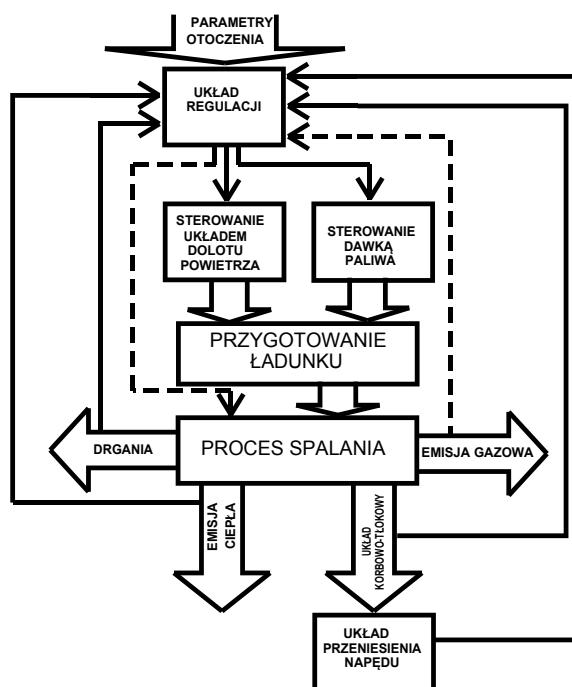 PARAMETRY
OTOCZENIA
UKŁAD
REGULACJI
STEROWANIE
UKŁADEM
DOLOTU
POWIETRZA
STEROWANIE
DAWKĄ
PALIWA
PRZYGOTOWANIE
ŁADUNKU
DRGANIA
PROCES SPALANIA
EMISJA GAZOWA
EMISJA
CIEPŁA
UKŁAD
KORBOWO-TŁOKOWY
UKŁAD
PRZENIESIENIA
NAPĘDU